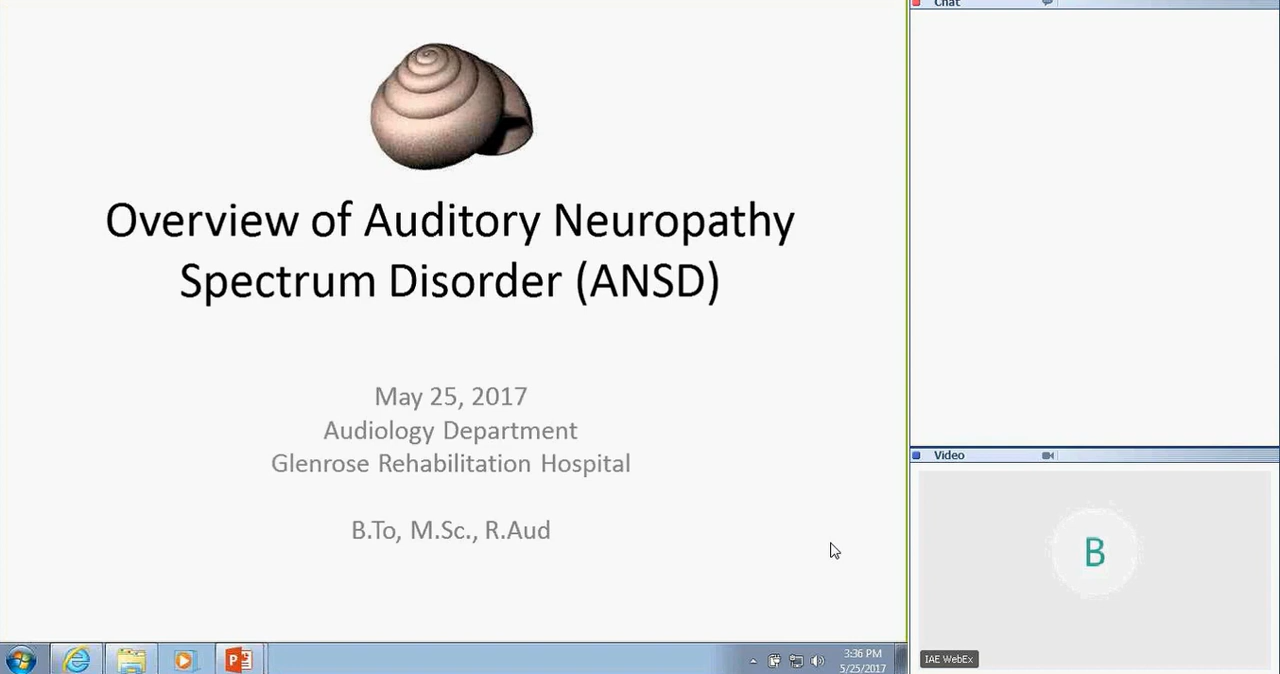 Overview of Auditory Neuropathy
Spectrum Disorder (ANSD)
May 25, 2017
Audiology Department
Glenrose Rehabilitation Hospital
B.To, M.Sc., R.Aud
3:36 PM
5/25/2017
Chat
Video
B
IAE WebEx